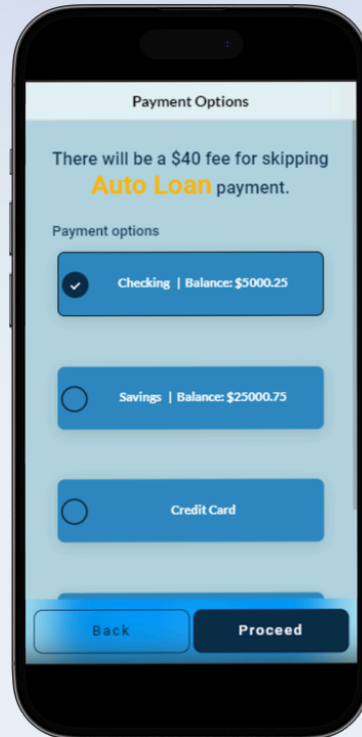 Payment Options
There will be a $40 fee for skipping
Auto Loan payment.
Payment options
Checking | Balance: $5000.25
Savings | Balance: $25000.75
Credit Card
Back
Proceed